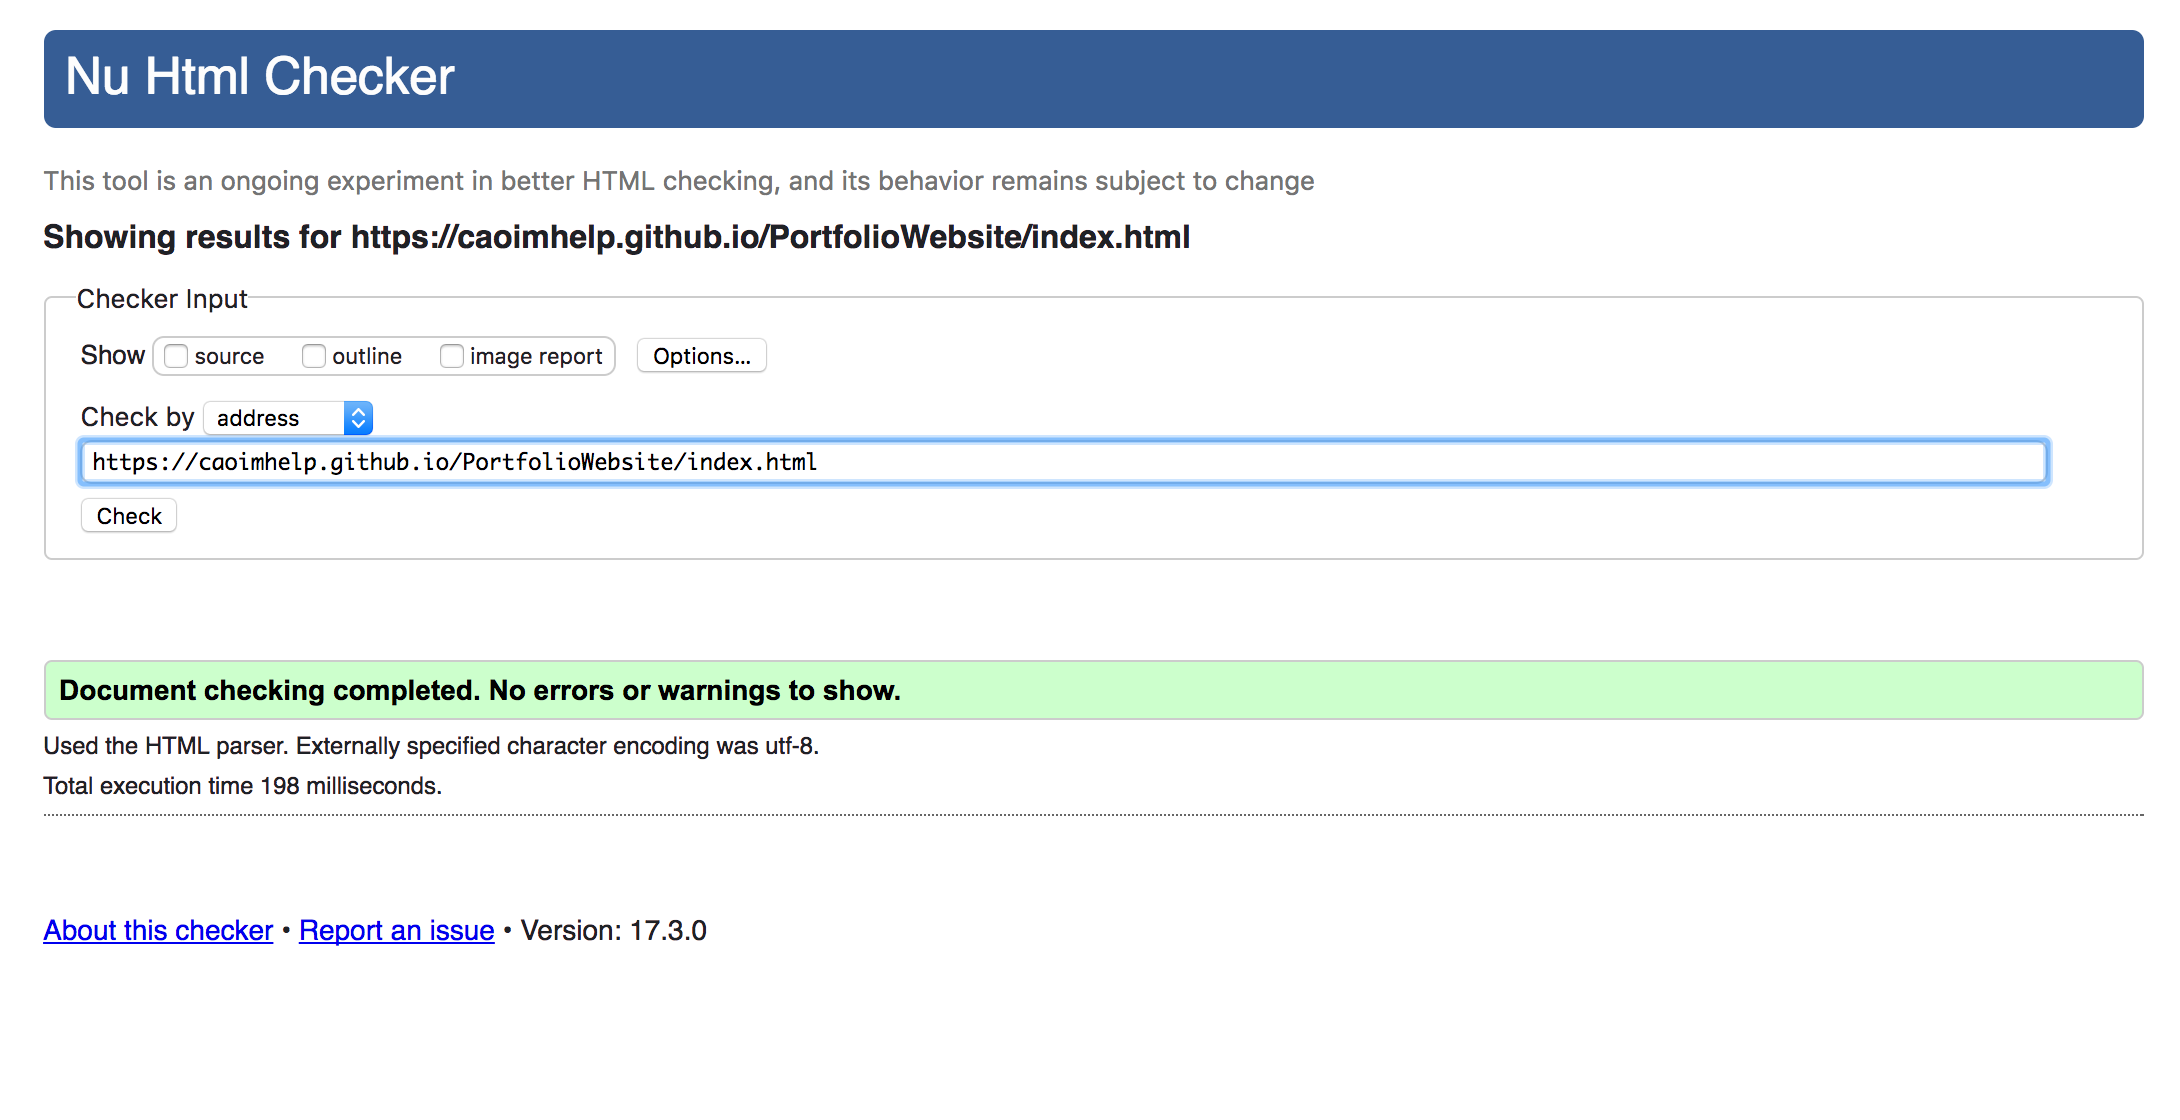 Nu Html Checker
This tool is an ongoing experiment in better HTML checking, and its behavior remains subject to change
Showing results for https://caoimhelp.github.io/PortfolioWebsite/index.html
Checker Input
Show source outline image report Options...
Check by address
https://caoimhelp.github.io/PortfolioWebsite/index.html
Check
Document checking completed. No errors or warnings to show.
Used the HTML parser. Externally specified character encoding was utf-8.
Total execution time 198 milliseconds.
About this checker • Report an issue • Version: 17.3.0